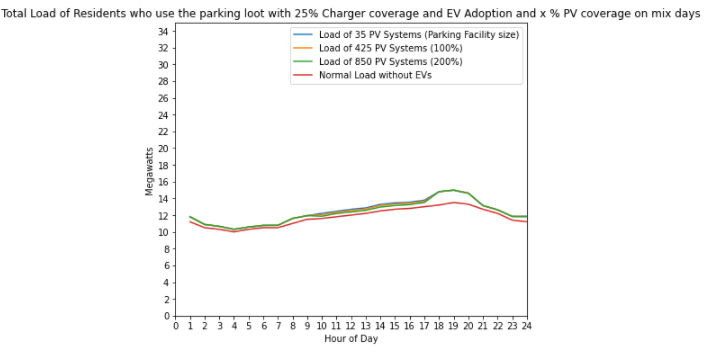 Total Load of Residents who use the parking loot with 25% Charger coverage and EV Adoption and x % PV coverage on mix days
Load of 35 PV Systems (Parking Facility size)
Load of 425 PV Systems (100%)
Load of 850 PV Systems (200%)
Normal Load without EVs
Megawatts
34
32
30
28
26
24
22
20
18
16
14
12
10
8
6
4
2
0
0 1 2 3 4 5 6 7 8 9 10 11 12 13 14 15 16 17 18 19 20 21 22 23 24
Hour of Day